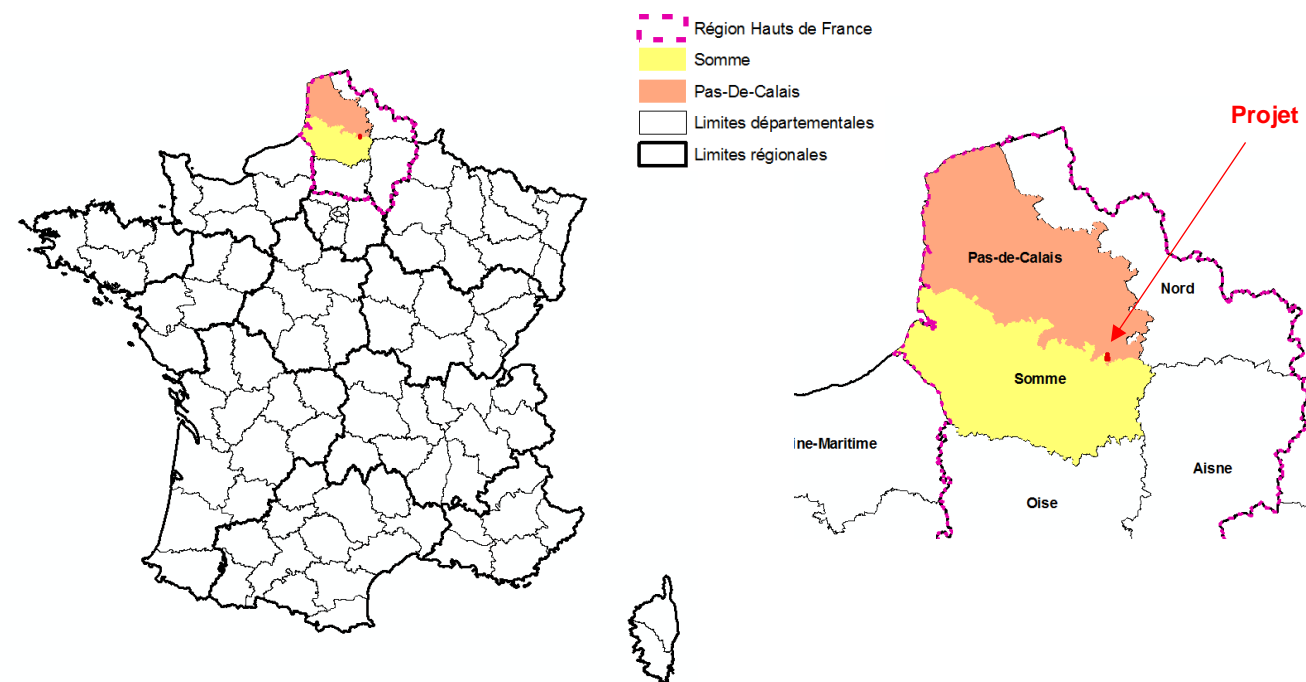 Région Hauts de France
Somme
Pas-De-Calais
Limites départementales
Limites régionales
Projet
Pas-de-Calais
Nord
Somme
ine-Maritime
Aisne
Oise